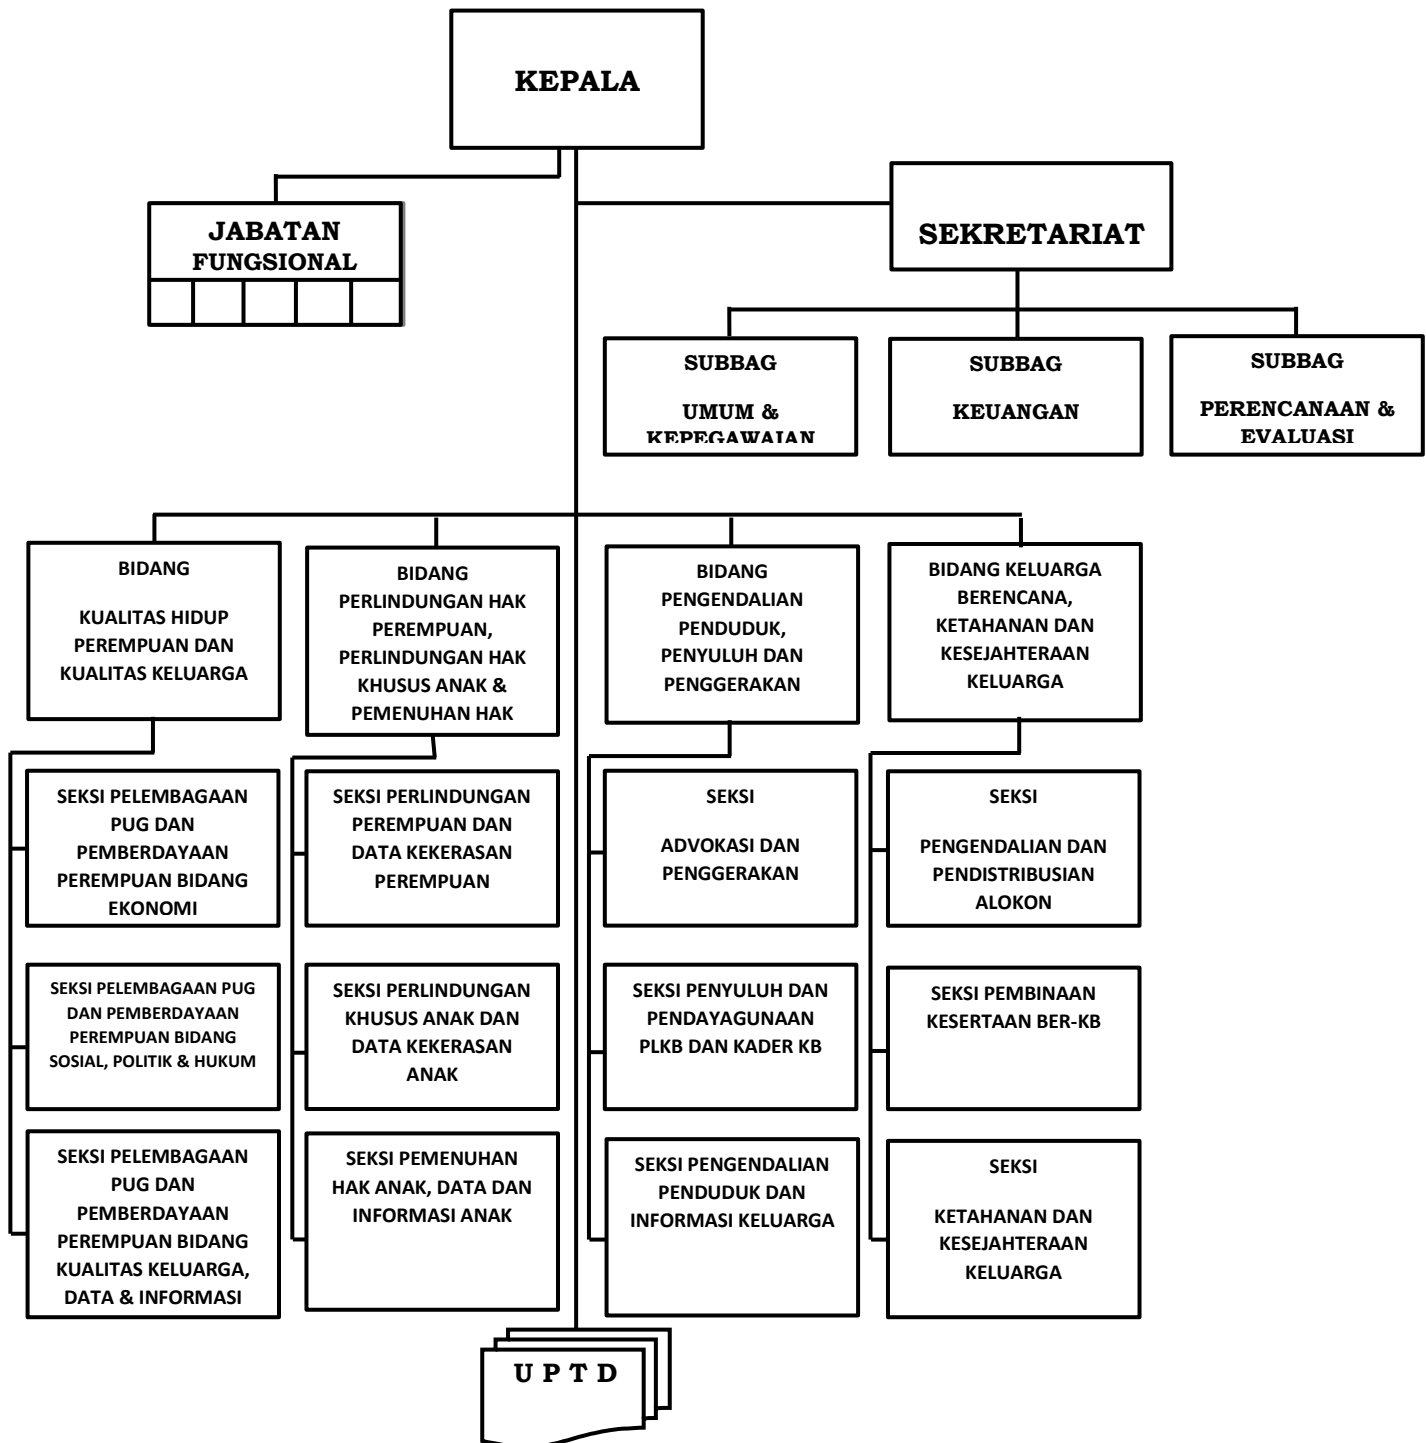 KEPALA
JABATAN
FUNGSIONAL
SEKRETARIAT
SUBBAG
UMUM &
KEPEGAWAIAN
SUBBAG
KEUANGAN
SUBBAG
PERENCANAAN &
EVALUASI
BIDANG
KUALITAS HIDUP
PEREMPUAN DAN
KUALITAS KELUARGA
BIDANG
PERLINDUNGAN HAK
PEREMPUAN,
PERLINDUNGAN HAK
KHUSUS ANAK &
PEMENUHAN HAK
BIDANG
PENGENDALIAN
PENDUDUK,
PENYULUH DAN
PENGGERAKAN
BIDANG KELUARGA
BERENCANA,
KETAHANAN DAN
KESEJAHTERAAN
KELUARGA
SEKSI PELEMBAGAAN
PUG DAN
PEMBERDAYAAN
PEREMPUAN BIDANG
EKONOMI
SEKSI PERLINDUNGAN
PEREMPUAN DAN
DATA KEKERASAN
PEREMPUAN
SEKSI
ADVOKASI DAN
PENGGERAKAN
SEKSI
PENGENDALIAN DAN
PENDISTRIBUSIAN
ALOKON
SEKSI PELEMBAGAAN PUG
DAN PEMBERDAYAAN
PEREMPUAN BIDANG
SOSIAL, POLITIK & HUKUM
SEKSI PERLINDUNGAN
KHUSUS ANAK DAN
DATA KEKERASAN
ANAK
SEKSI PENYULUH DAN
PENDAYAGUNAAN
PLKB DAN KADER KB
SEKSI PEMBINAAN
KESERTAAN BER-KB
SEKSI PELEMBAGAAN
PUG DAN
PEMBERDAYAAN
PEREMPUAN BIDANG
KUALITAS KELUARGA,
DATA & INFORMASI
SEKSI PEMENUHAN
HAK ANAK, DATA DAN
INFORMASI ANAK
SEKSI PENGENDALIAN
PENDUDUK DAN
INFORMASI KELUARGA
SEKSI
KETAHANAN DAN
KESEJAHTERAAN
KELUARGA
U P T D